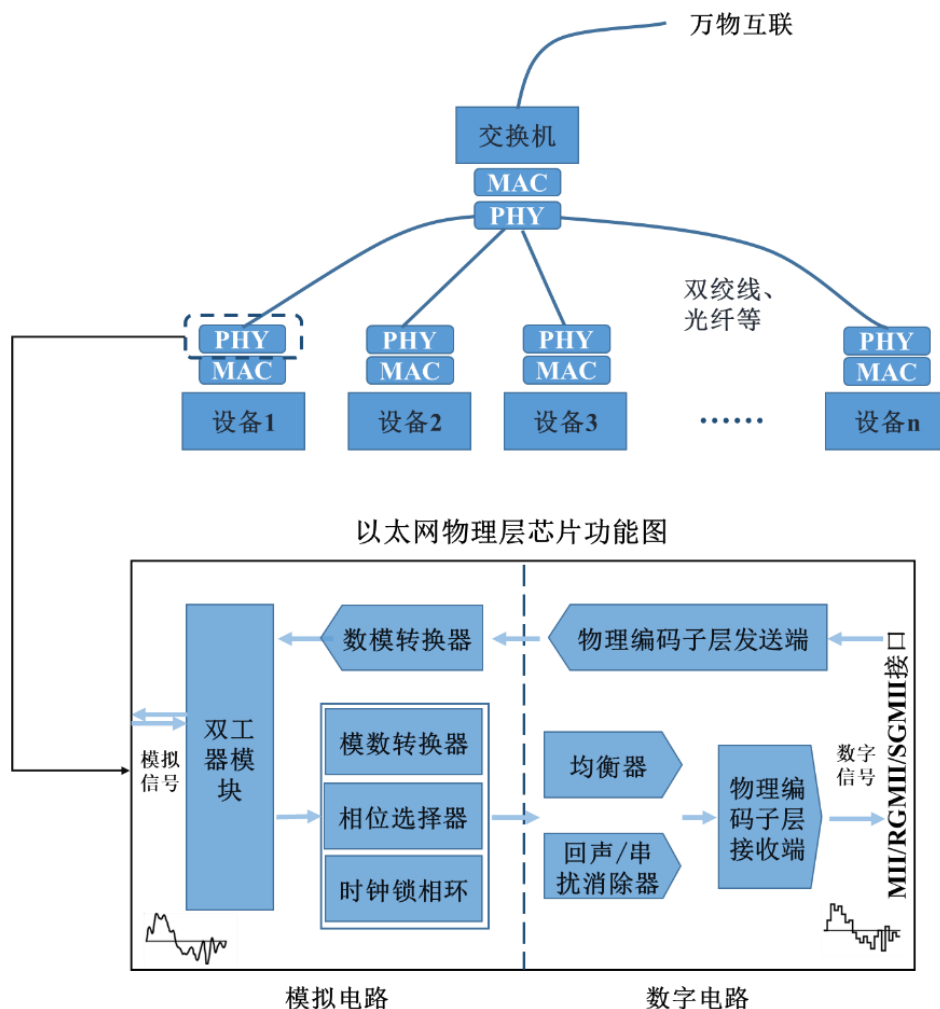 万物互联
交换机
MAC
PHY
双绞线、
光纤等
PHY
MAC
设备1
PHY
MAC
设备2
PHY
MAC
设备3
……
PHY
MAC
设备n
以太网物理层芯片功能图
模拟
信号
双工
器模
块
数模转换器
物理编码子层发送端
模数转换器
相位选择器
时钟锁相环
均衡器
回声/串
扰消除器
物理编
码子层
接收端
数字
信号
MII/RGMII/SGMII接口
模拟电路
数字电路